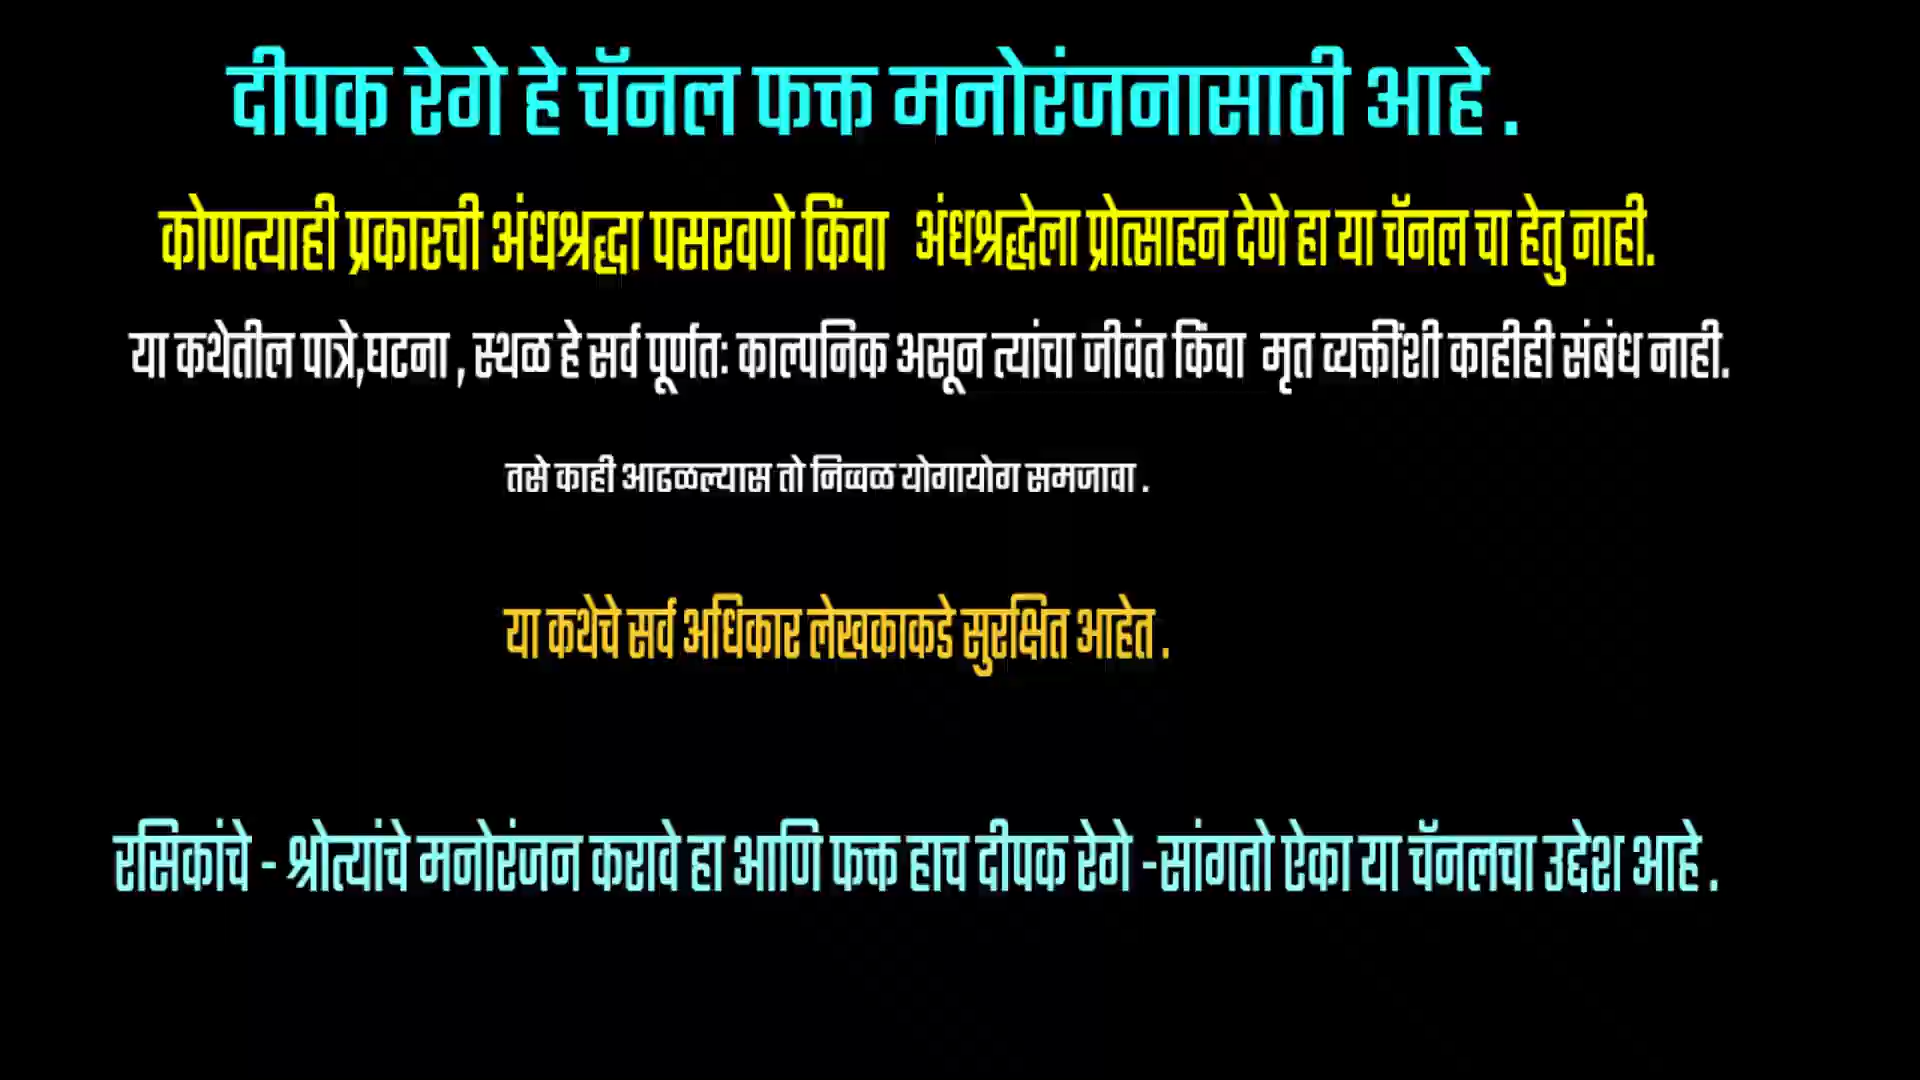 दीपक रेगे हे चॅनल फक्त मनोरंजनासाठी आहे .
कोणत्याही प्रकारची अंधश्रद्धा पसरवणे किंवा अंधश्रद्धेला प्रोत्साहन देणे हा या चॅनल चा हेतु नाही.
या कथेतील पात्रे,घटना , स्थळ हे सर्व पूर्णतः काल्पनिक असून त्यांचा जीवंत किंवा मृत व्यक्तींशी काहीही संबंध नाही.
तसे काही आढळल्यास तो निव्वळ योगायोग समजावा .
या कथेचे सर्व अधिकार लेखकाकडे सुरक्षित आहेत .
रसिकांचे - श्रोत्यांचे मनोरंजन करावे हा आणि फक्त हाच दीपक रेगे -सांगतो ऐका या चॅनलचा उद्देश आहे .